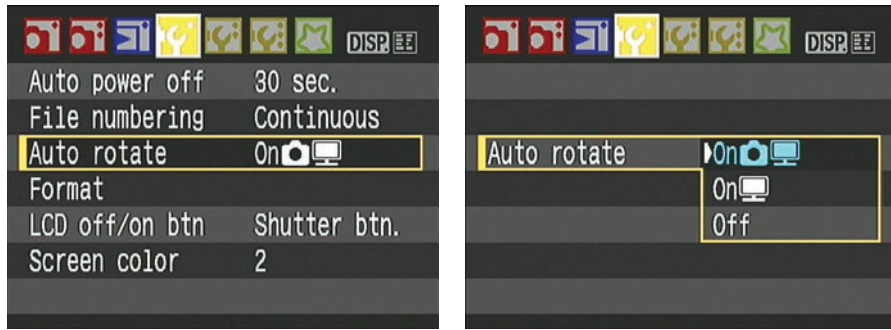 DISP.
Auto power off 30 sec.
File numbering Continuous
Auto rotate On
Format
LCD off/on btn Shutter btn.
Screen color 2
DISP.
Auto rotate On
On
Off